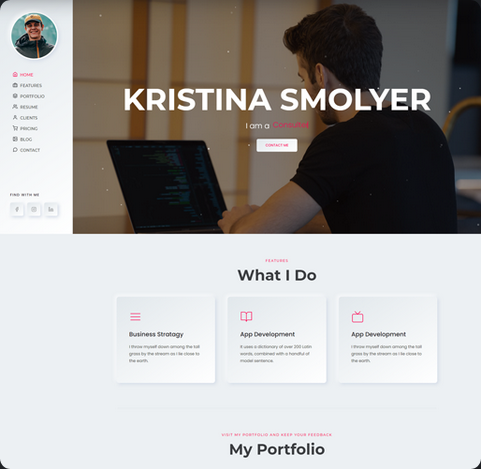 HOME
FEATURES
PORTFOLIO
RESUME
CLIENTS
PRICING
BLOG
CONTACT
FIND WITH ME
KRISTINA SMOLYER
I am a
CONTACT ME
FEATURES
What I Do
Business Stratagy
I throw myself down among the tall
grass by the stream as I lie close to
the earth.
App Development
It uses a dictionary of over 200 Latin
words, combined with a handful of
model sentence.
App Development
I throw myself down among the tall
grass by the stream as I lie close to
the earth.
VISIT MY PORTFOLIO AND KEEP YOUR FEEDBACK
My Portfolio